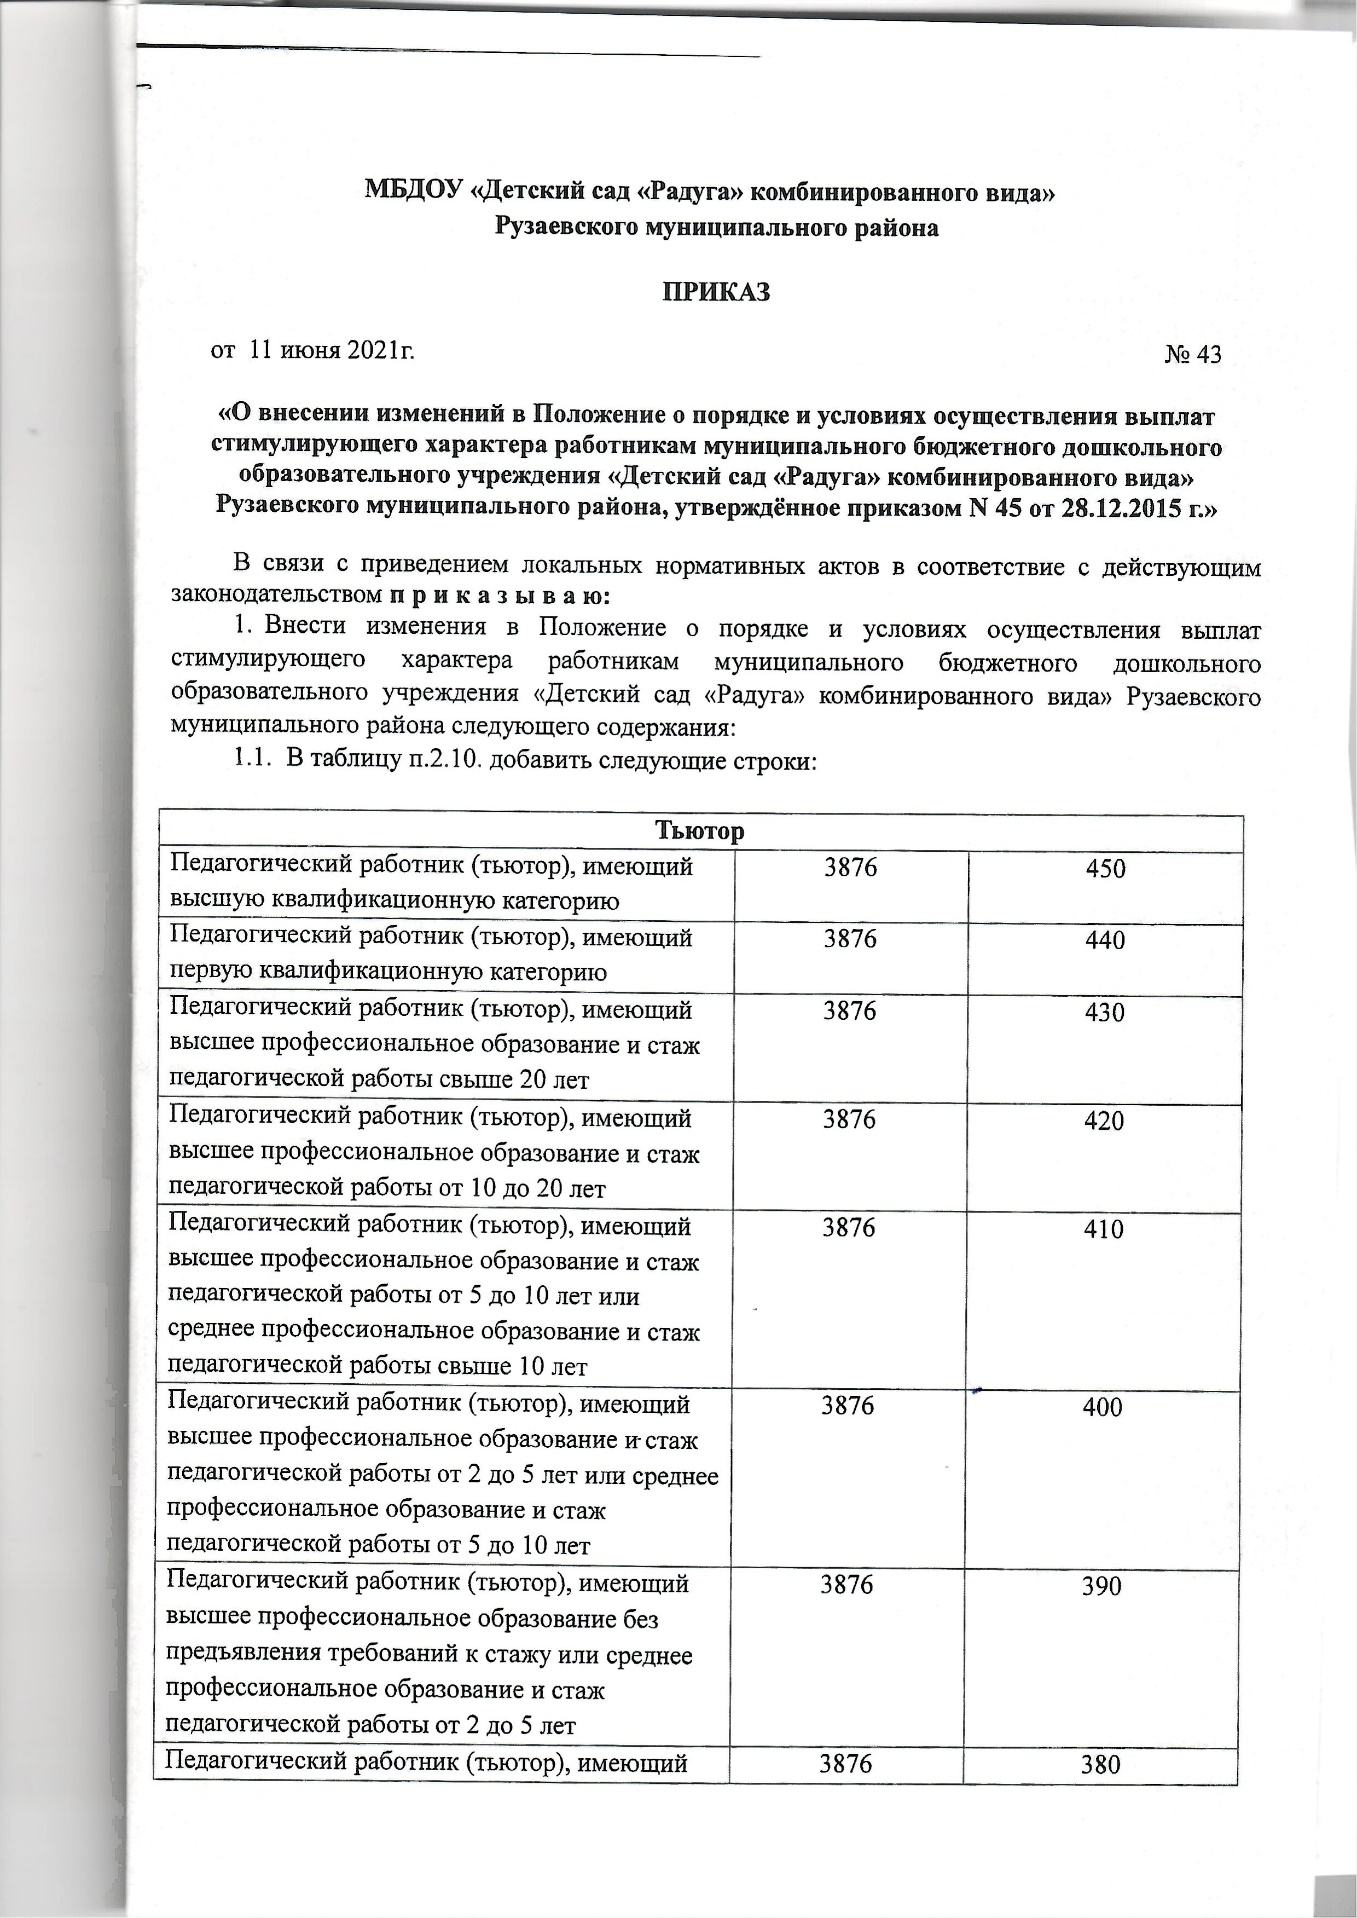 МБДОУ «Детский сад «Радуга» комбинированного вида»
Рузаевского муниципального района
ПРИКАЗ
от 11 июня 2021г.
№ 43
«О внесении изменений в Положение о порядке и условиях осуществления выплат
стимулирующего характера работникам муниципального бюджетного дошкольного
образовательного учреждения «Детский сад «Радуга» комбинированного вида»
Рузаевского муниципального района, утверждённое приказом N 45 от 28.12.2015 г.»
В связи с приведением локальных нормативных актов в соответствие с действующим
законодательством п р и к а з ы в а ю:
1. Внести изменения в Положение о порядке и условиях осуществления выплат
стимулирующего характера работникам муниципального бюджетного дошкольного
образовательного учреждения «Детский сад «Радуга» комбинированного вида» Рузаевского
муниципального района следующего содержания:
1.1. В таблицу п.2.10. добавить следующие строки:
Тьютор
Педагогический работник (тьютор), имеющий
высшую квалификационную категорию
3876
450
Педагогический работник (тьютор), имеющий
первую квалификационную категорию
3876
440
Педагогический работник (тьютор), имеющий
высшее профессиональное образование и стаж
педагогической работы свыше 20 лет
3876
430
Педагогический работник (тьютор), имеющий
высшее профессиональное образование и стаж
педагогической работы от 10 до 20 лет
3876
420
Педагогический работник (тьютор), имеющий
высшее профессиональное образование и стаж
педагогической работы от 5 до 10 лет или
среднее профессиональное образование и стаж
педагогической работы свыше 10 лет
3876
410
Педагогический работник (тьютор), имеющий
высшее профессиональное образование и стаж
педагогической работы от 2 до 5 лет или среднее
профессиональное образование и стаж
педагогической работы от 5 до 10 лет
3876
400
Педагогический работник (тьютор), имеющий
высшее профессиональное образование без
предъявления требований к стажу или среднее
профессиональное образование и стаж
педагогической работы от 2 до 5 лет
3876
390
Педагогический работник (тьютор), имеющий
3876
380